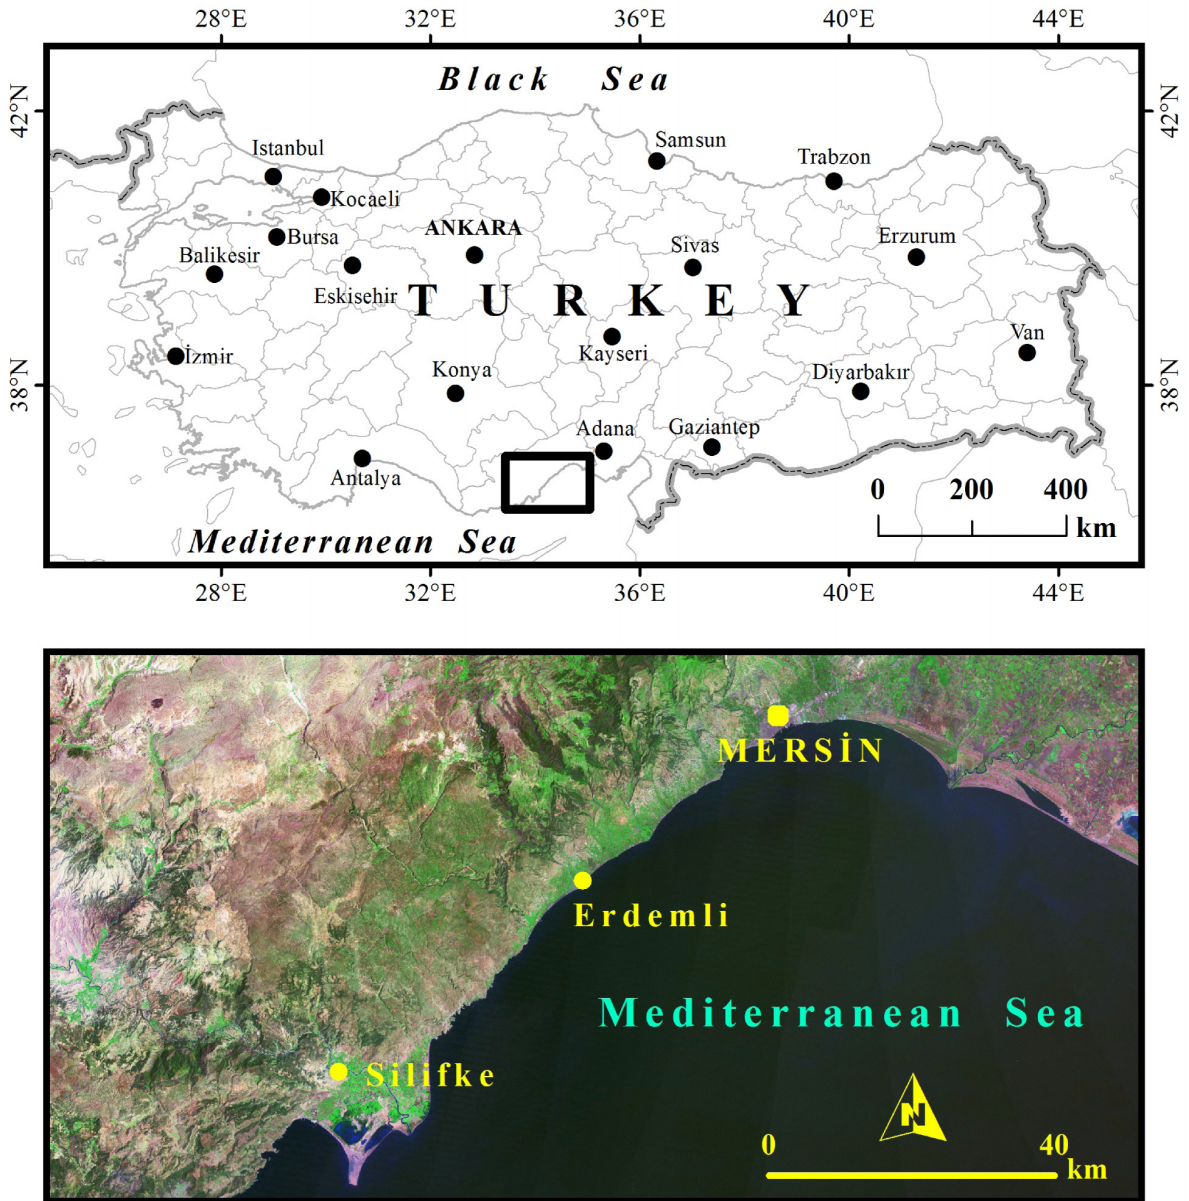 28°E 32°E 36°E 40°E 44°E
Black Sea
42°N 42°N
Samsun
Istanbul
Trabzon
Kocaeli
ANKARA
Bursa
Erzurum
Sivas
Balikesir
Eskisehir
TURKEY
Van
İzmir
Kayseri
Konya
Diyarbakır
38°N 38°N
Adana
Gaziantep
Antalya
0 200 400
km
Mediterranean Sea
28°E 32°E 36°E 40°E 44°E
MERSİN
Erdemli
Mediterranean Sea
Silifke
N
0 40
km